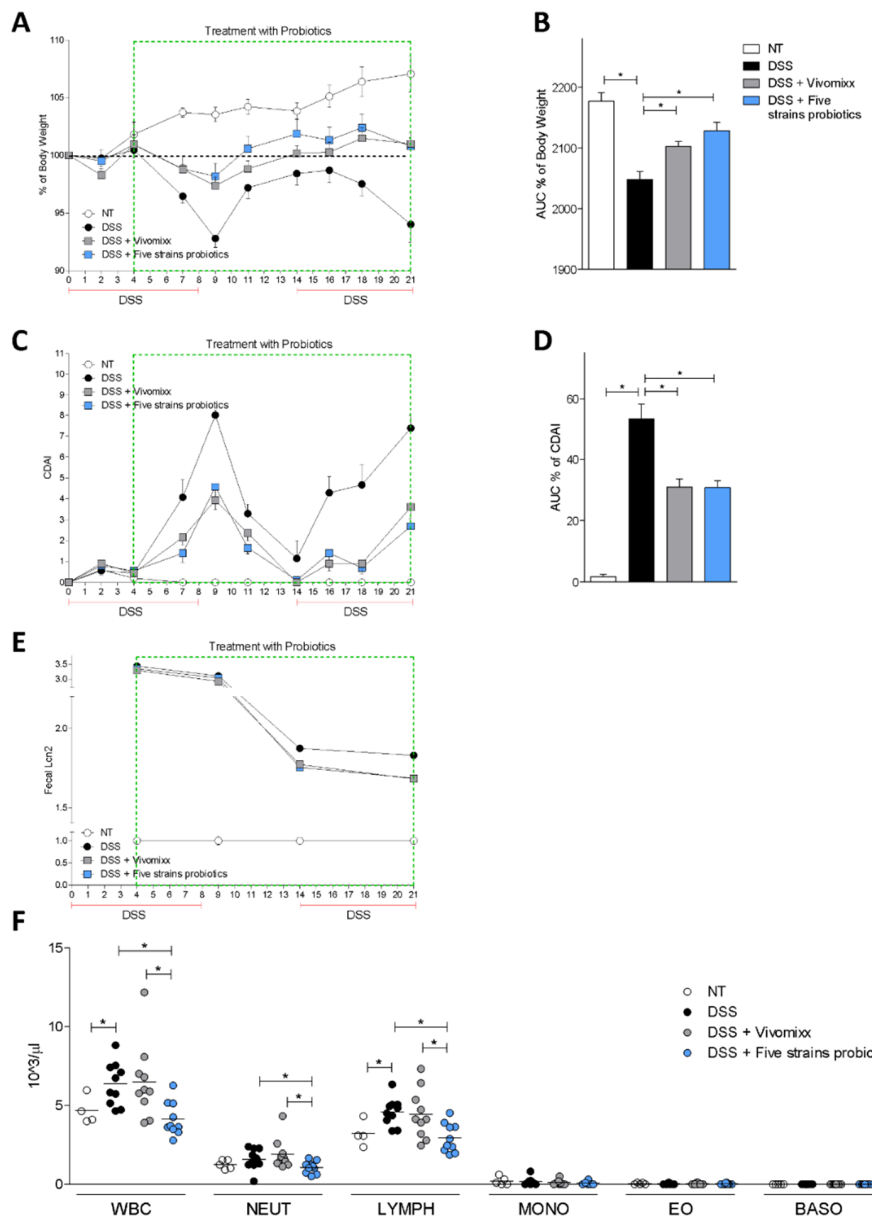 A
Treatment with Probiotics
110
105
100
95
90
% of Body Weight
NT
DSS
DSS + Vivomixx
DSS + Five strains probiotics
0 1 2 4 5 6 7 8 9 10 11 12 13 14 15 16 17 18 19 20 21
DSS DSS
B
2200
2100
2000
1900
AUC % of Body Weight
* * *
NT
DSS
DSS + Vivomixx
DSS + Five
strains probiotics
C
Treatment with Probiotics
11
10
9
8
7
6
5
4
3
2
1
0
CDAI
NT
DSS
DSS + Vivomixx
DSS + Five strains probiotics
0 1 2 4 5 6 7 8 9 10 11 12 13 14 15 16 17 18 19 20 21
DSS DSS
D
60
40
20
0
AUC % of CDAI
* * *
E
Treatment with Probiotics
3.5
3.0
2.0
1.5
1.0
0.5
0.0
Fecal Lcn2
NT
DSS
DSS + Vivomixx
DSS + Five strains probiotics
0 1 2 3 4 5 6 7 8 9 10 11 12 13 14 15 16 17 18 19 20 21
DSS DSS
F
15
10
5
0
10^3/µl
* * * * * * * *
NT
DSS
DSS + Vivomixx
DSS + Five strains probio
WBC NEUT LYMPH MONO EO BASO